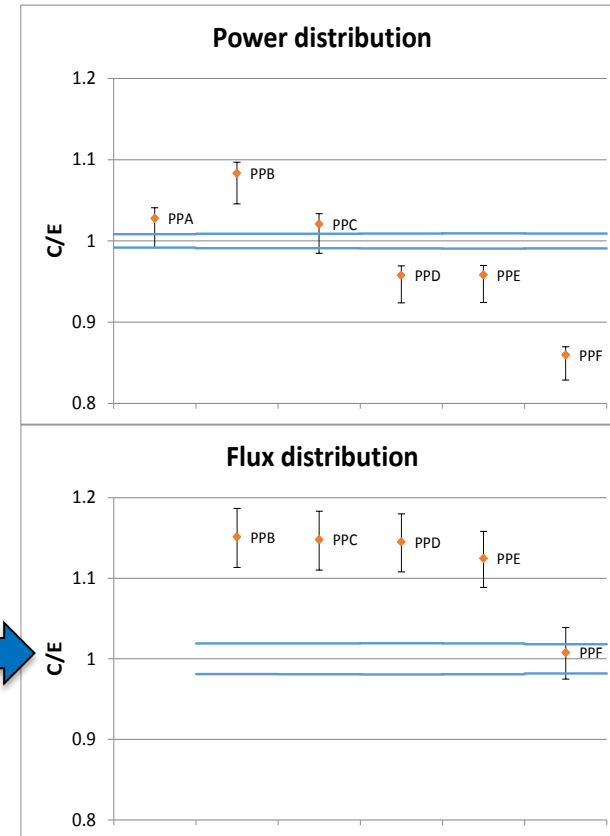 Power distribution
1.2
1.1
1
0.9
0.8
C/E
PPA
PPB
PPC
PPD
PPE
PPF
Flux distribution
1.2
1.1
1
0.9
0.8
C/E
PPB
PPC
PPD
PPE
PPF